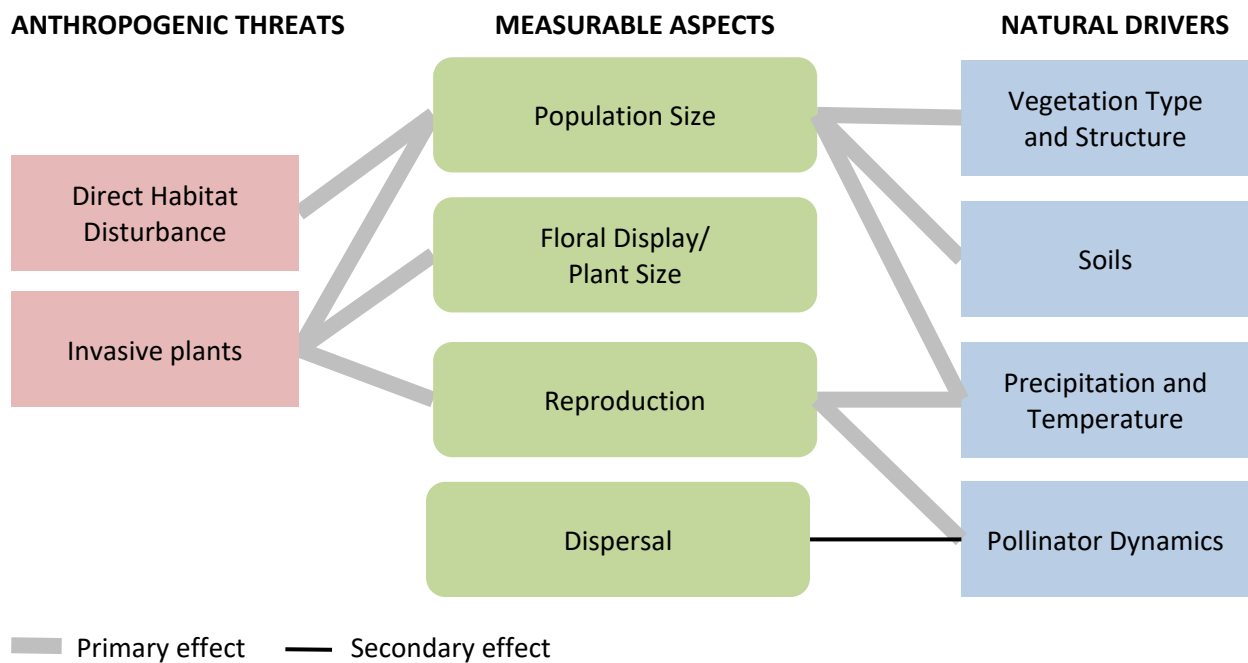 ANTHROPOGENIC THREATS
MEASURABLE ASPECTS
NATURAL DRIVERS
Direct Habitat
Disturbance
Invasive plants
Population Size
Floral Display/
Plant Size
Reproduction
Dispersal
Vegetation Type
and Structure
Soils
Precipitation and
Temperature
Pollinator Dynamics
Primary effect
Secondary effect